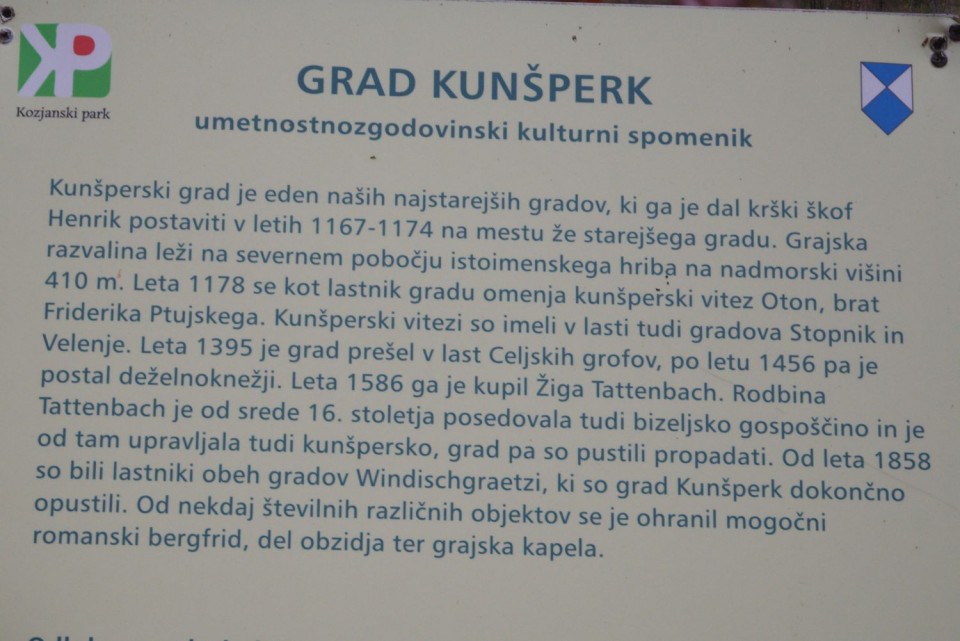 KP
Kozjanski park
GRAD KUNŠPERK
umetnostnozgodovinski kulturni spomenik
Kunšperski grad je eden naših najstarejših gradov, ki ga je dal krški škof
Henrik postaviti v letih 1167-1174 na mestu že starejšega gradu. Grajska
razvalina leži na severnem pobočju istoimenskega hriba na nadmorski višini
410 m. Leta 1178 se kot lastnik gradu omenja kunšperski vitez Oton, brat
Friderika Ptujskega. Kunšperski vitezi so imeli v lasti tudi gradova Stopnik in
Velenje. Leta 1395 je grad prešel v last Celjskih grofov, po letu 1456 pa je
postal deželnoknežji. Leta 1586 ga je kupil Žiga Tattenbach. Rodbina
Tattenbach je od srede 16. stoletja posedovala tudi bizeljsko gospoščino in je
od tam upravljala tudi kunšpersko, grad pa so pustili propadati. Od leta 1858
so bili lastniki obeh gradov Windischgraetzi, ki so grad Kunšperk dokončno
opustili. Od nekdaj številnih različnih objektov se je ohranil mogočni
romanski bergfrid, del obzidja ter grajska kapela.